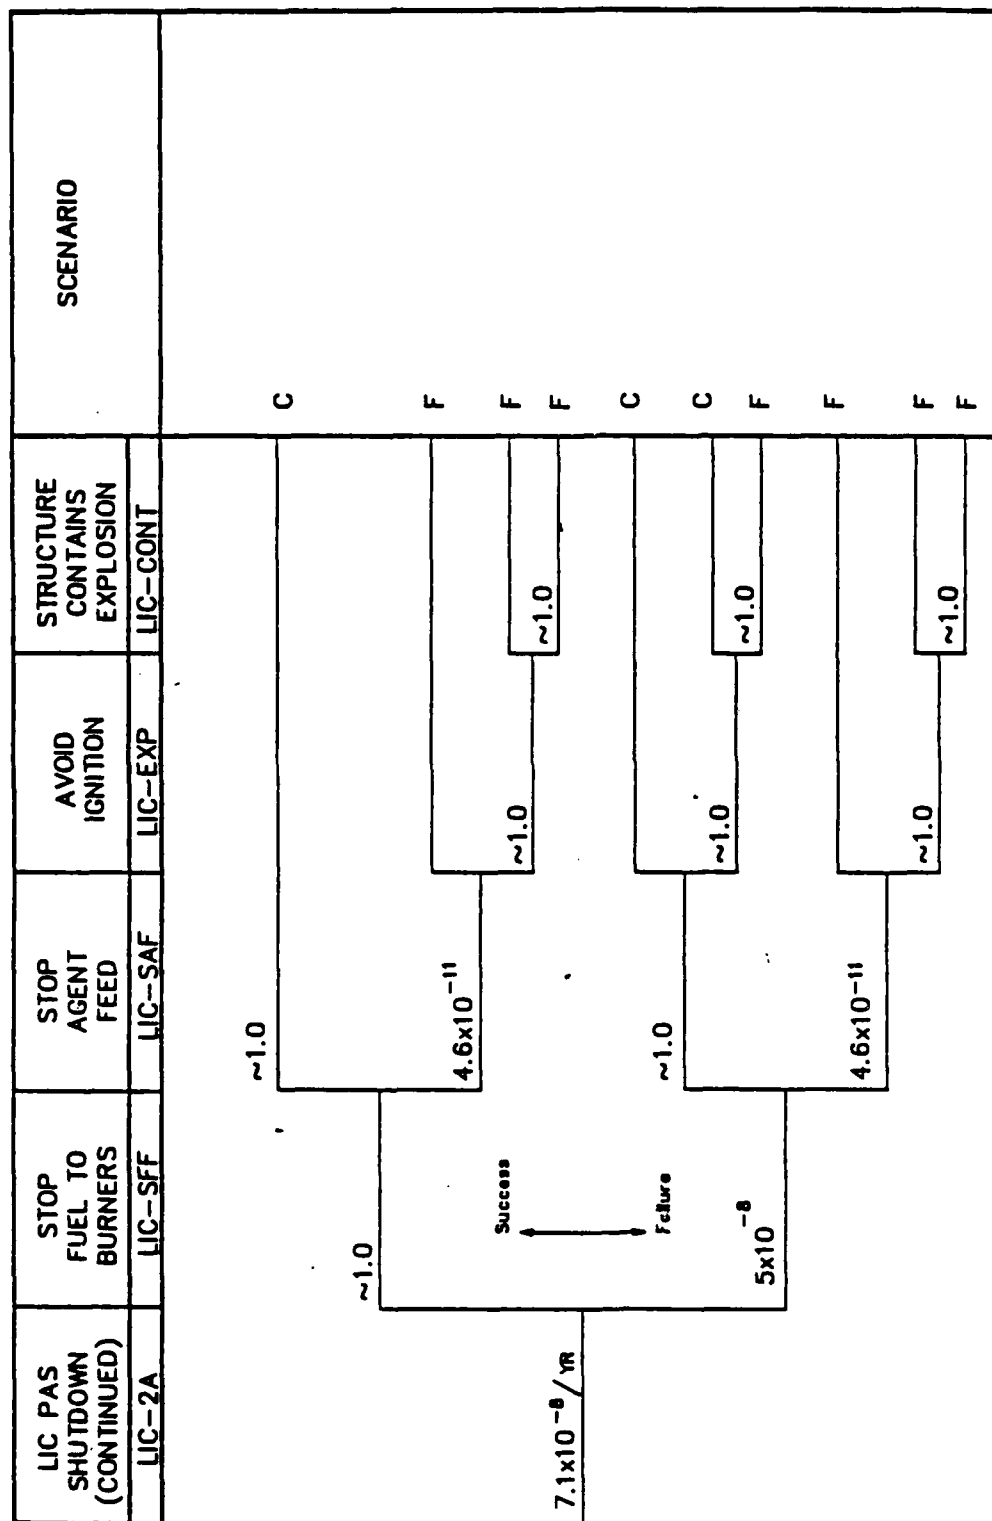 LIC PAS
SHUTDOWN
(CONTINUED)
LIC-2A
STOP
FUEL TO
BURNERS
LIC-SFF
STOP
AGENT
FEED
LIC-SAF
AVOID
IGNITION
LIC-EXP
STRUCTURE
CONTAINS
EXPLOSION
LIC-CONT
SCENARIO
7.1x10⁻⁸/YR
~1.0
Success
Failure
5x10⁻⁸
~1.0
4.6x10⁻¹¹
~1.0
4.6x10⁻¹¹
~1.0
~1.0
~1.0
~1.0
~1.0
~1.0
C
F
F
F
C
C
F
F
F
F